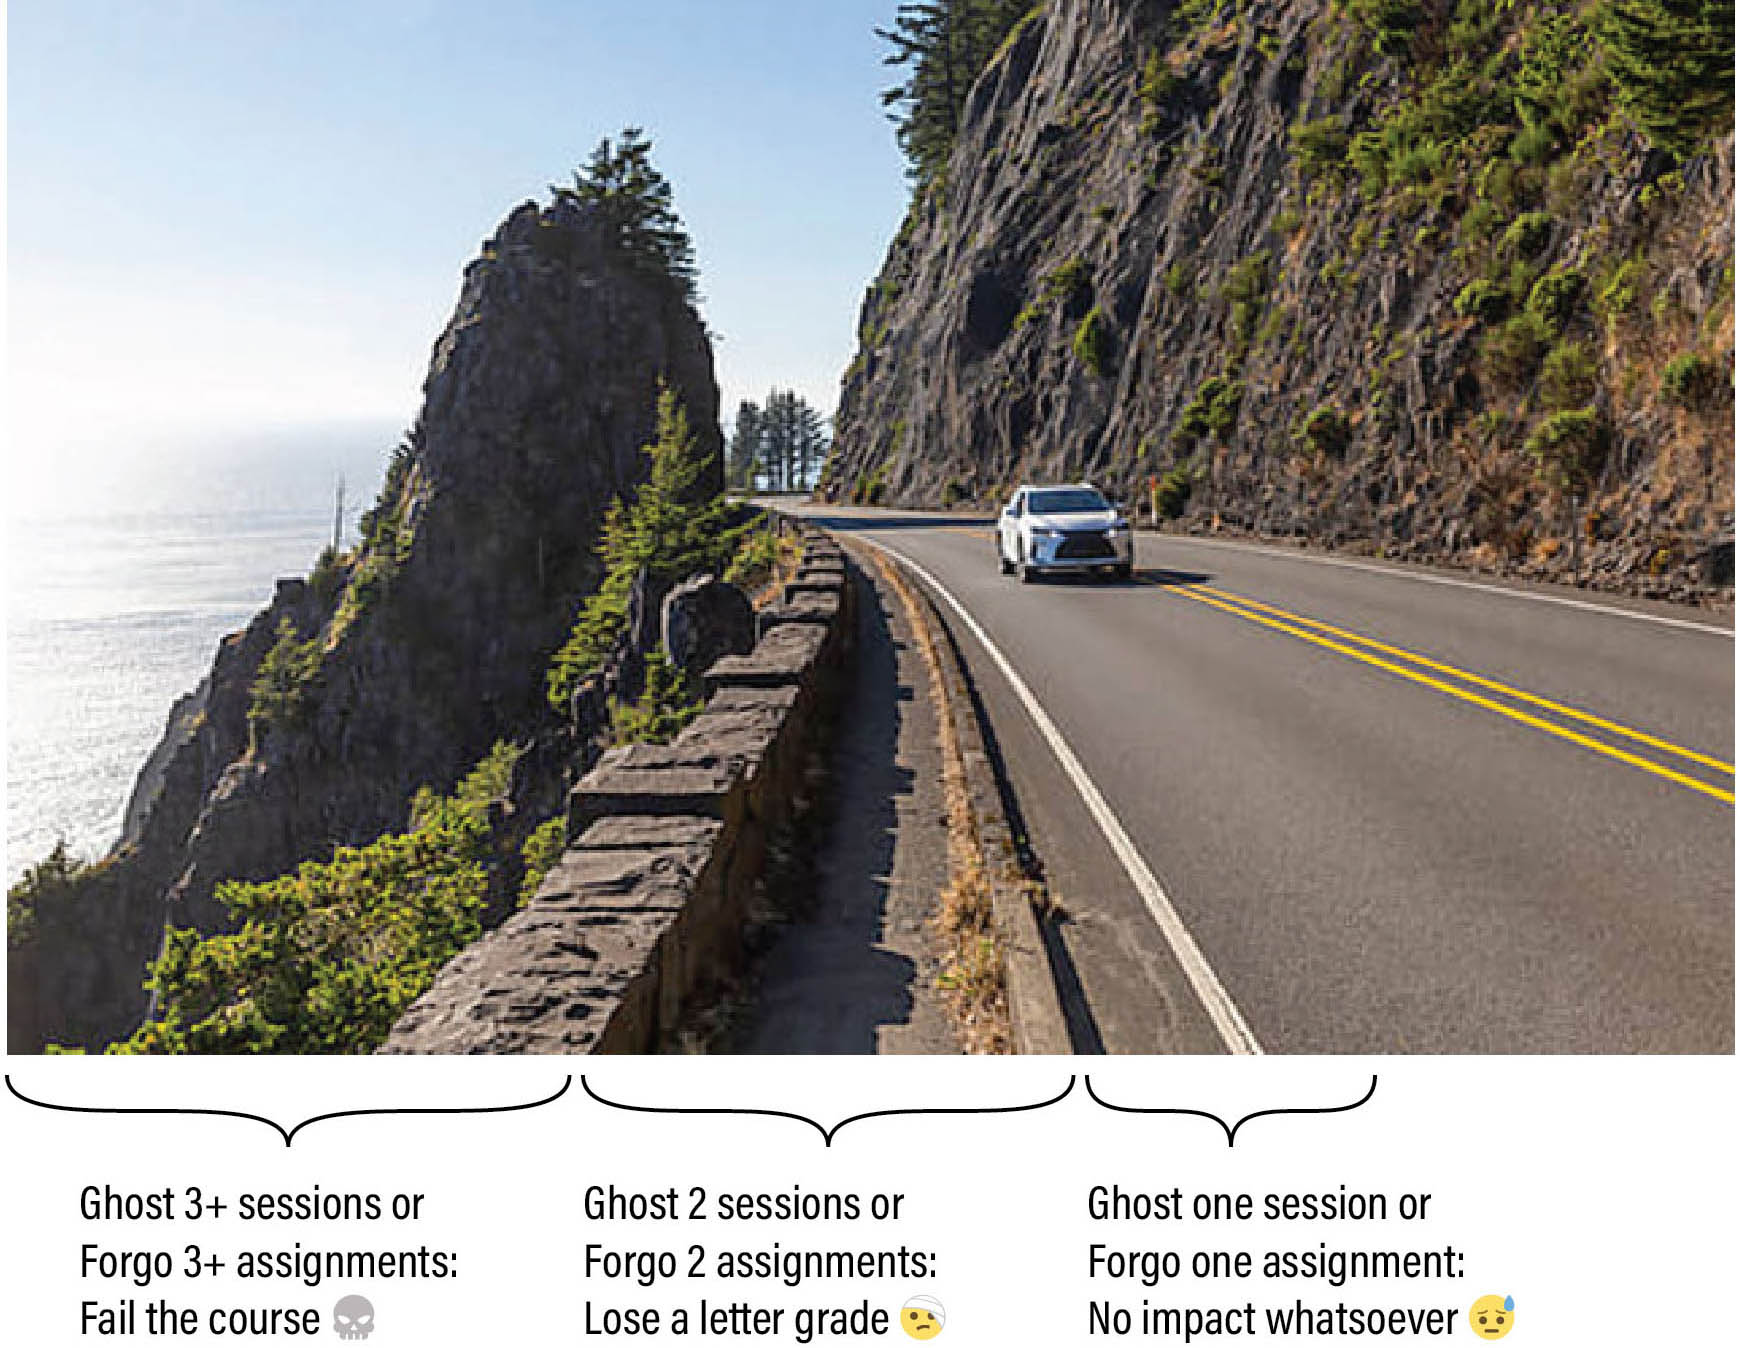 Ghost 3+ sessions or
Forgo 3+ assignments:
Fail the course 💀
Ghost 2 sessions or
Forgo 2 assignments:
Lose a letter grade 🤕
Ghost one session or
Forgo one assignment:
No impact whatsoever 😓